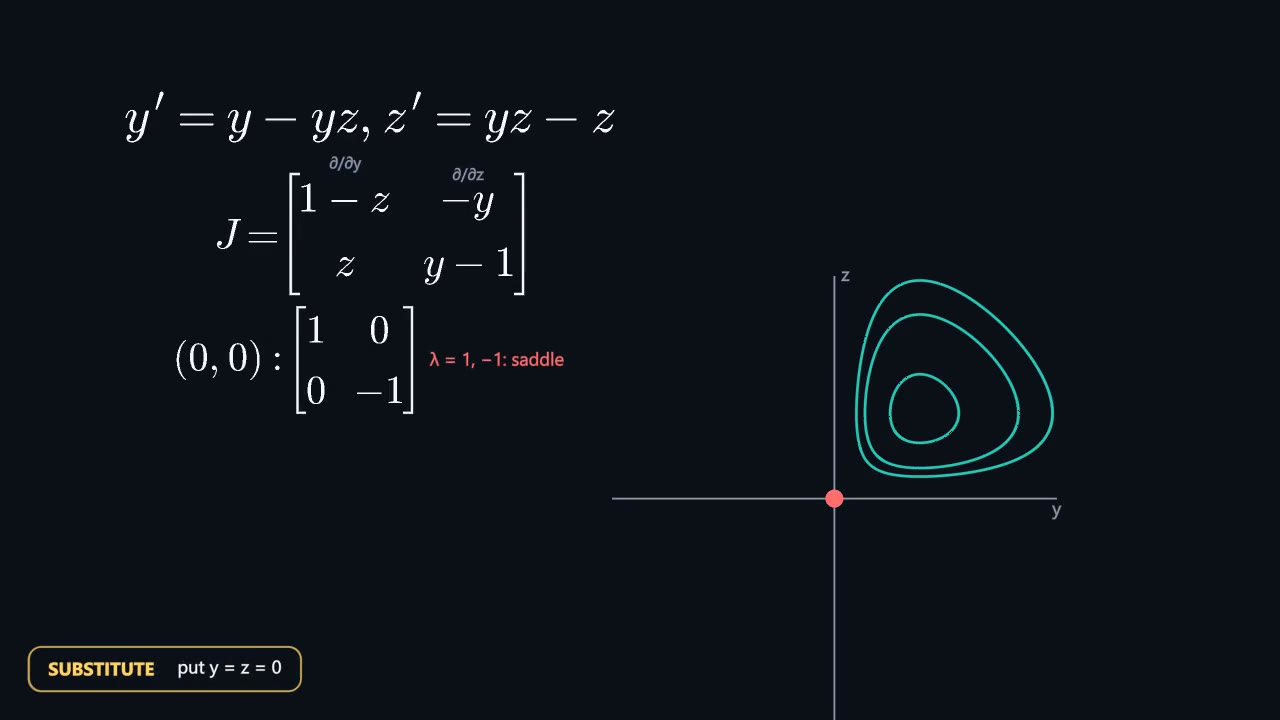 y′ = y − yz, z′ = yz − z
∂/∂y ∂/∂z
J = [1 − z −y
z y − 1]
(0, 0) : [1 0
0 −1] λ = 1, −1: saddle
z
y
SUBSTITUTE put y = z = 0